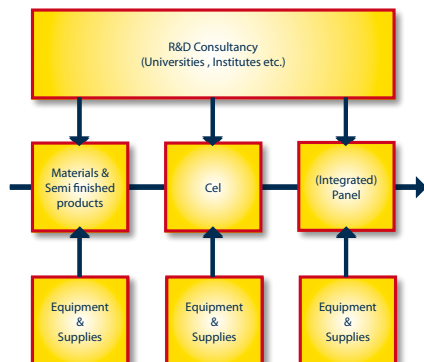 R&D Consultancy
(Universities , Institutes etc.)
Materials &
Semi finished
products
Cel
(Integrated)
Panel
Equipment
&
Supplies
Equipment
&
Supplies
Equipment
&
Supplies